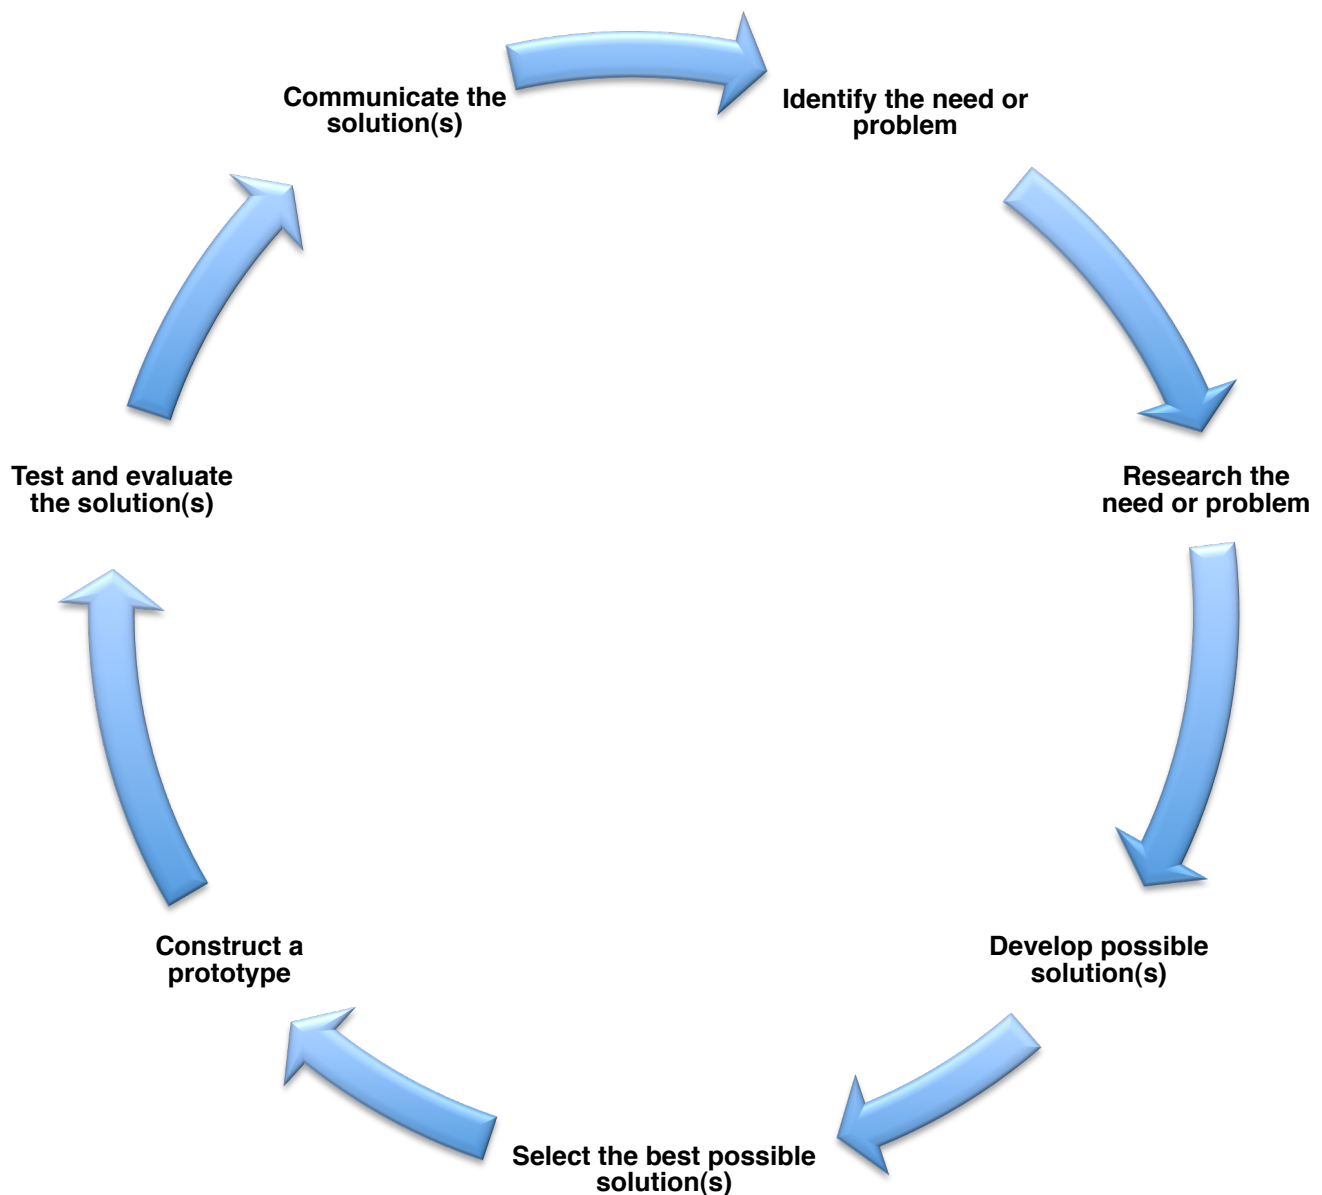 Communicate the
solution(s)
Identify the need or
problem
Research the
need or problem
Develop possible
solution(s)
Select the best possible
solution(s)
Construct a
prototype
Test and evaluate
the solution(s)